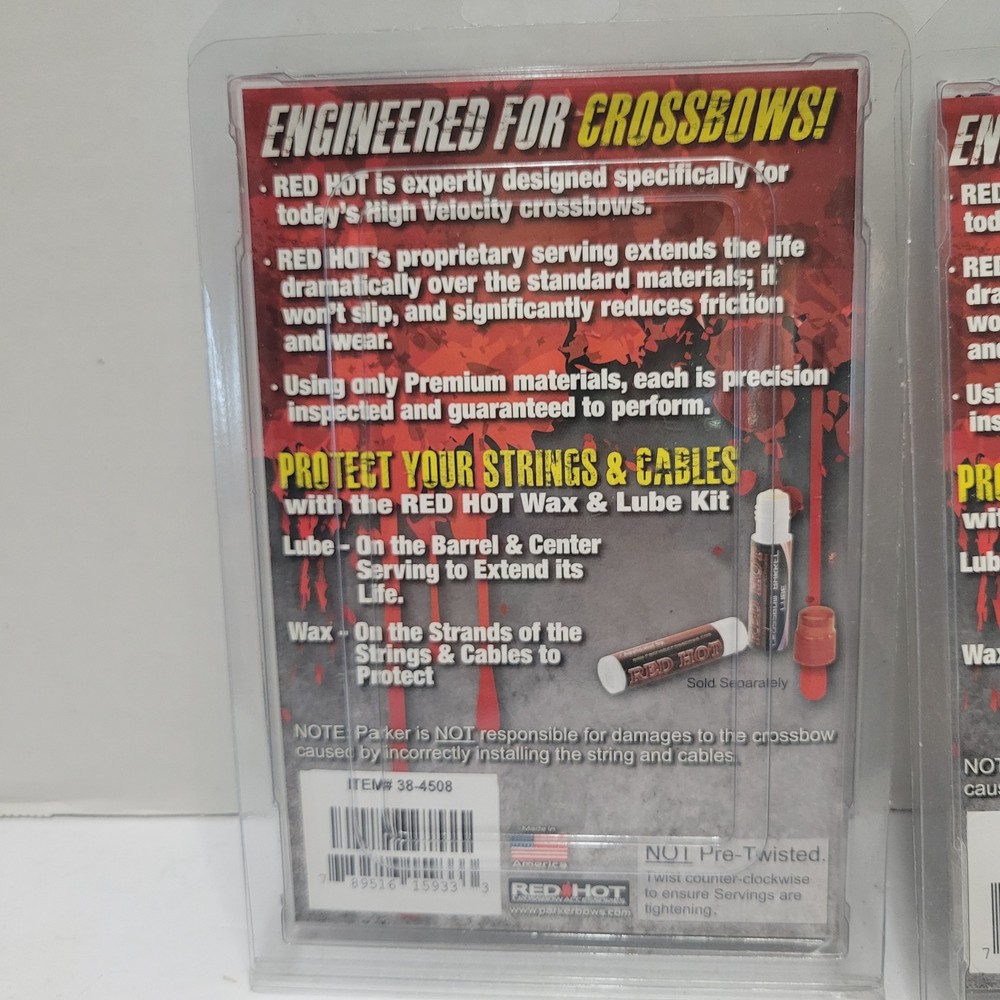 ENGINEERED FOR CROSSBOWS!
• RED HOT is expertly designed specifically for
today's High Velocity crossbows.
• RED HOT's proprietary serving extends the life
dramatically over the standard materials; it
won't slip, and significantly reduces friction
and wear.
• Using only Premium materials, each is precision
inspected and guaranteed to perform.
PROTECT YOUR STRINGS & CABLES
with the RED HOT Wax & Lube Kit
Lube - On the Barrel & Center
Serving to Extend its
Life.
Wax - On the Strands of the
Strings & Cables to
Protect
RED HOT
Sold Separately
NOTE: Parker is NOT responsible for damages to the crossbow
caused by incorrectly installing the string and cables.
ITEM# 38-4508
7 89516 15933 3
Made in
America
RED HOT
CROSSBOW ACCESSORIES
www.parkerbows.com
NOT Pre-Twisted.
Twist counter-clockwise
to ensure Servings are
tightening.
EN
• RED
tod
• RED
dra
wo
and
• Usi
ins
PR
wit
Lub
Wax
NOT
caus
7